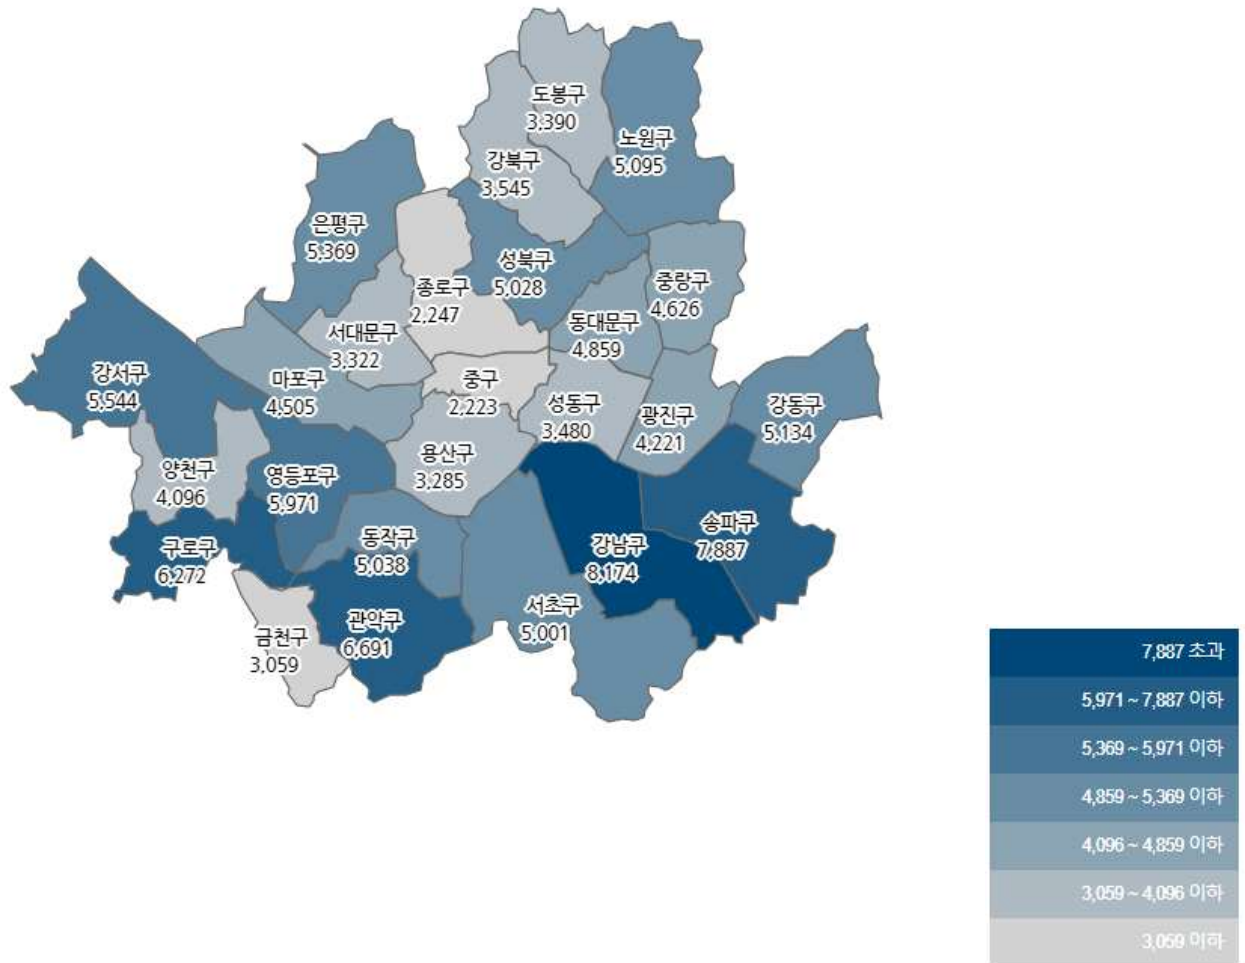 도봉구
3,390
노원구
5,095
강북구
3,545
은평구
5,369
성북구
5,028
중랑구
4,626
종로구
2,247
동대문구
4,859
서대문구
3,322
강서구
5,544
마포구
4,505
중구
2,223
성동구
3,480
광진구
4,221
강동구
5,134
양천구
4,096
영등포구
5,971
용산구
3,285
구로구
6,272
동작구
5,038
강남구
8,174
송파구
7,887
금천구
3,059
관악구
6,691
서초구
5,001
7,887 초과
5,971 ~ 7,887 이하
5,369 ~ 5,971 이하
4,859 ~ 5,369 이하
4,096 ~ 4,859 이하
3,059 ~ 4,096 이하
3,059 이하